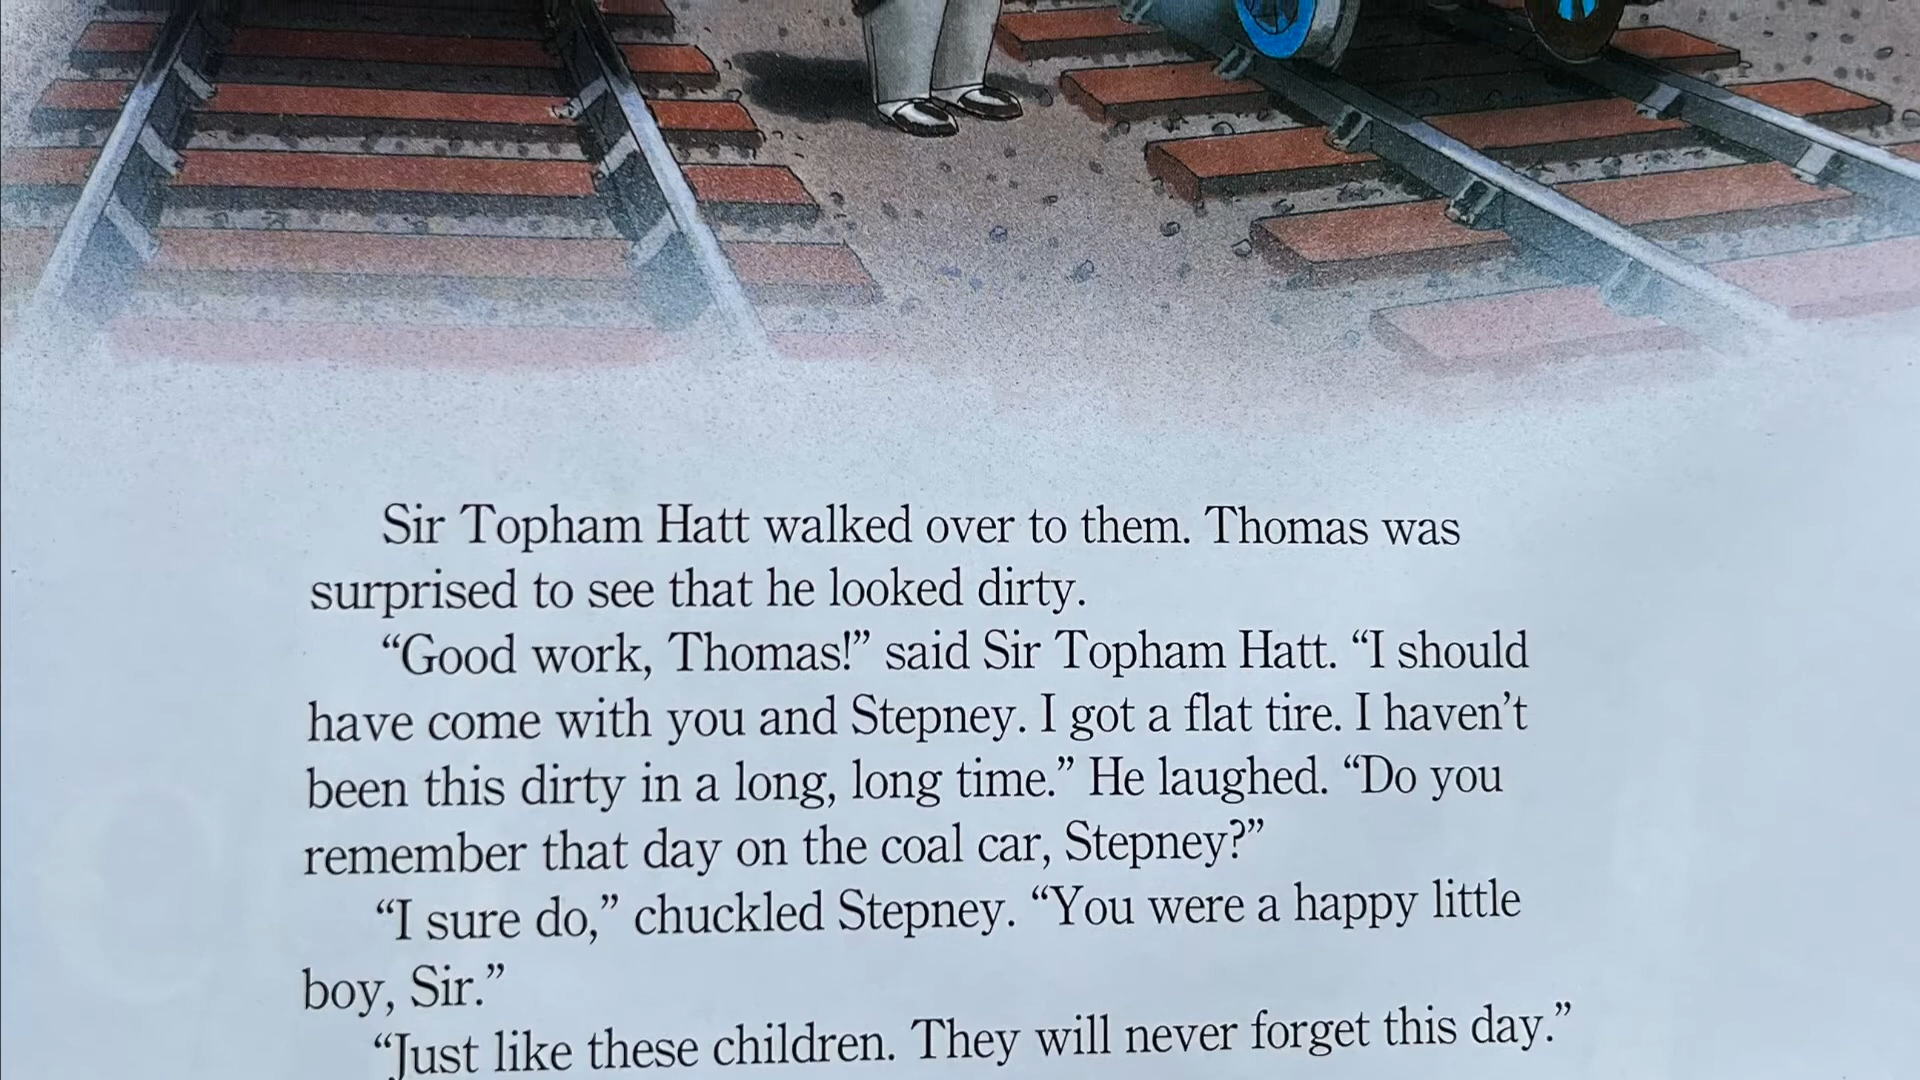 Sir Topham Hatt walked over to them. Thomas was
surprised to see that he looked dirty.
“Good work, Thomas!” said Sir Topham Hatt. “I should
have come with you and Stepney. I got a flat tire. I haven’t
been this dirty in a long, long time.” He laughed. “Do you
remember that day on the coal car, Stepney?”
“I sure do,” chuckled Stepney. “You were a happy little
boy, Sir.”
“Just like these children. They will never forget this day.”